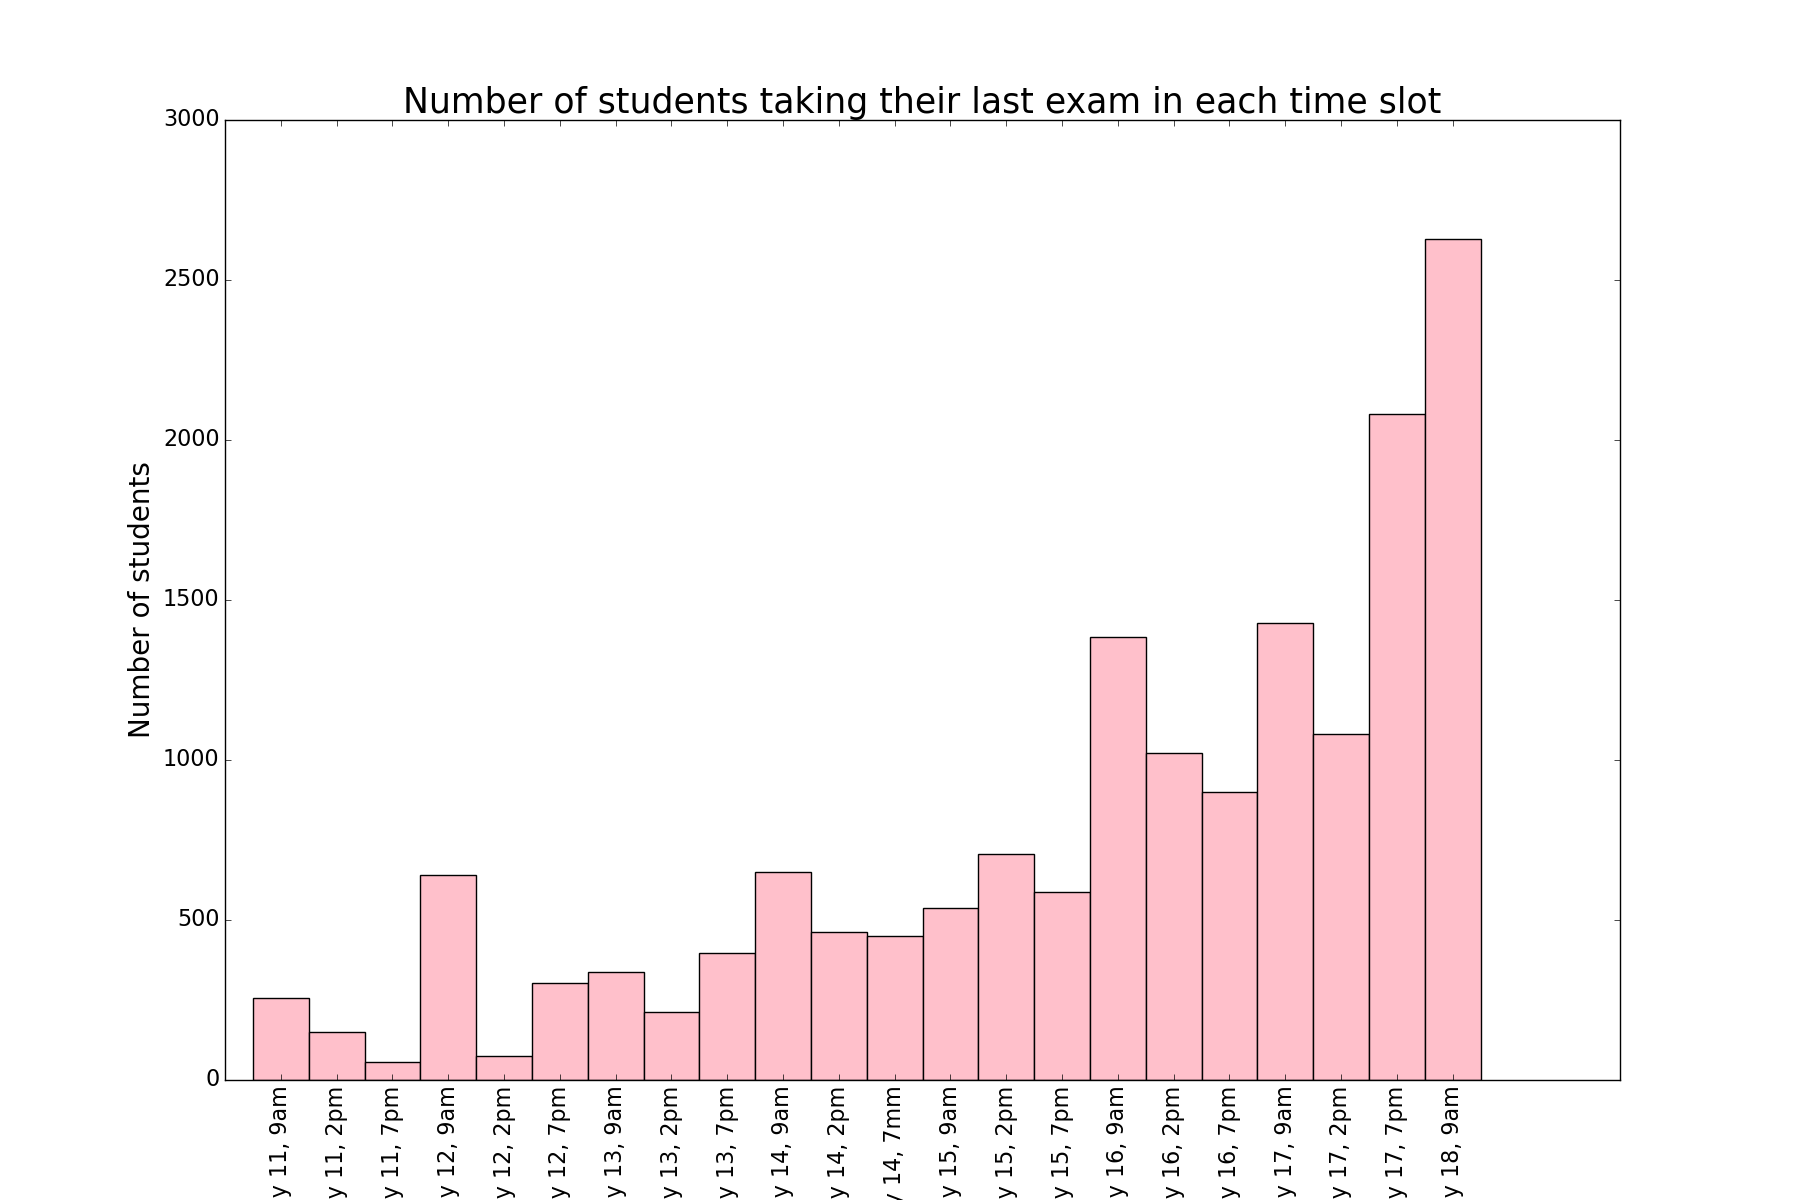 Number of students taking their last exam in each time slot
Number of students
3000
2500
2000
1500
1000
500
0
y 11, 9am
y 11, 2pm
y 11, 7pm
y 12, 9am
y 12, 2pm
y 12, 7pm
y 13, 9am
y 13, 2pm
y 13, 7pm
y 14, 9am
y 14, 2pm
y 14, 7mm
y 15, 9am
y 15, 2pm
y 15, 7pm
y 16, 9am
y 16, 2pm
y 16, 7pm
y 17, 9am
y 17, 2pm
y 17, 7pm
y 18, 9am